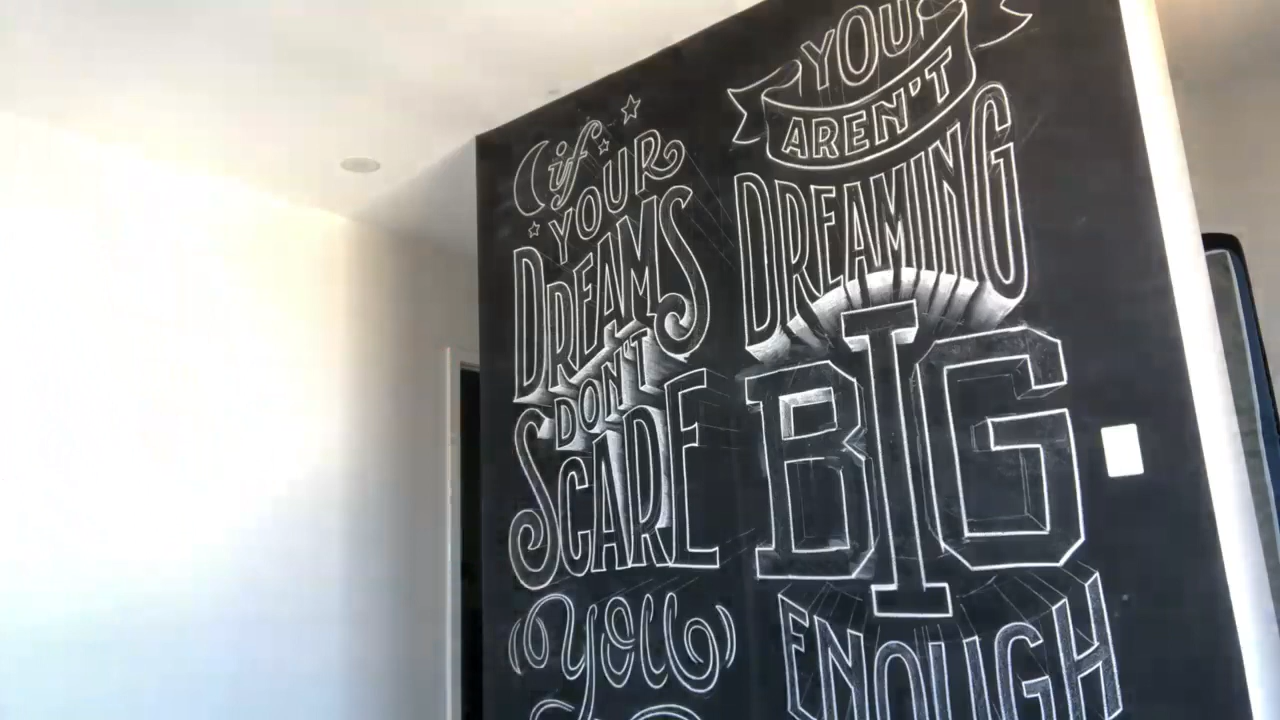 if
YOUR
DREAMS
DON'T
SCARE
YOU
YOU
AREN'T
DREAMING
BIG
ENOUGH